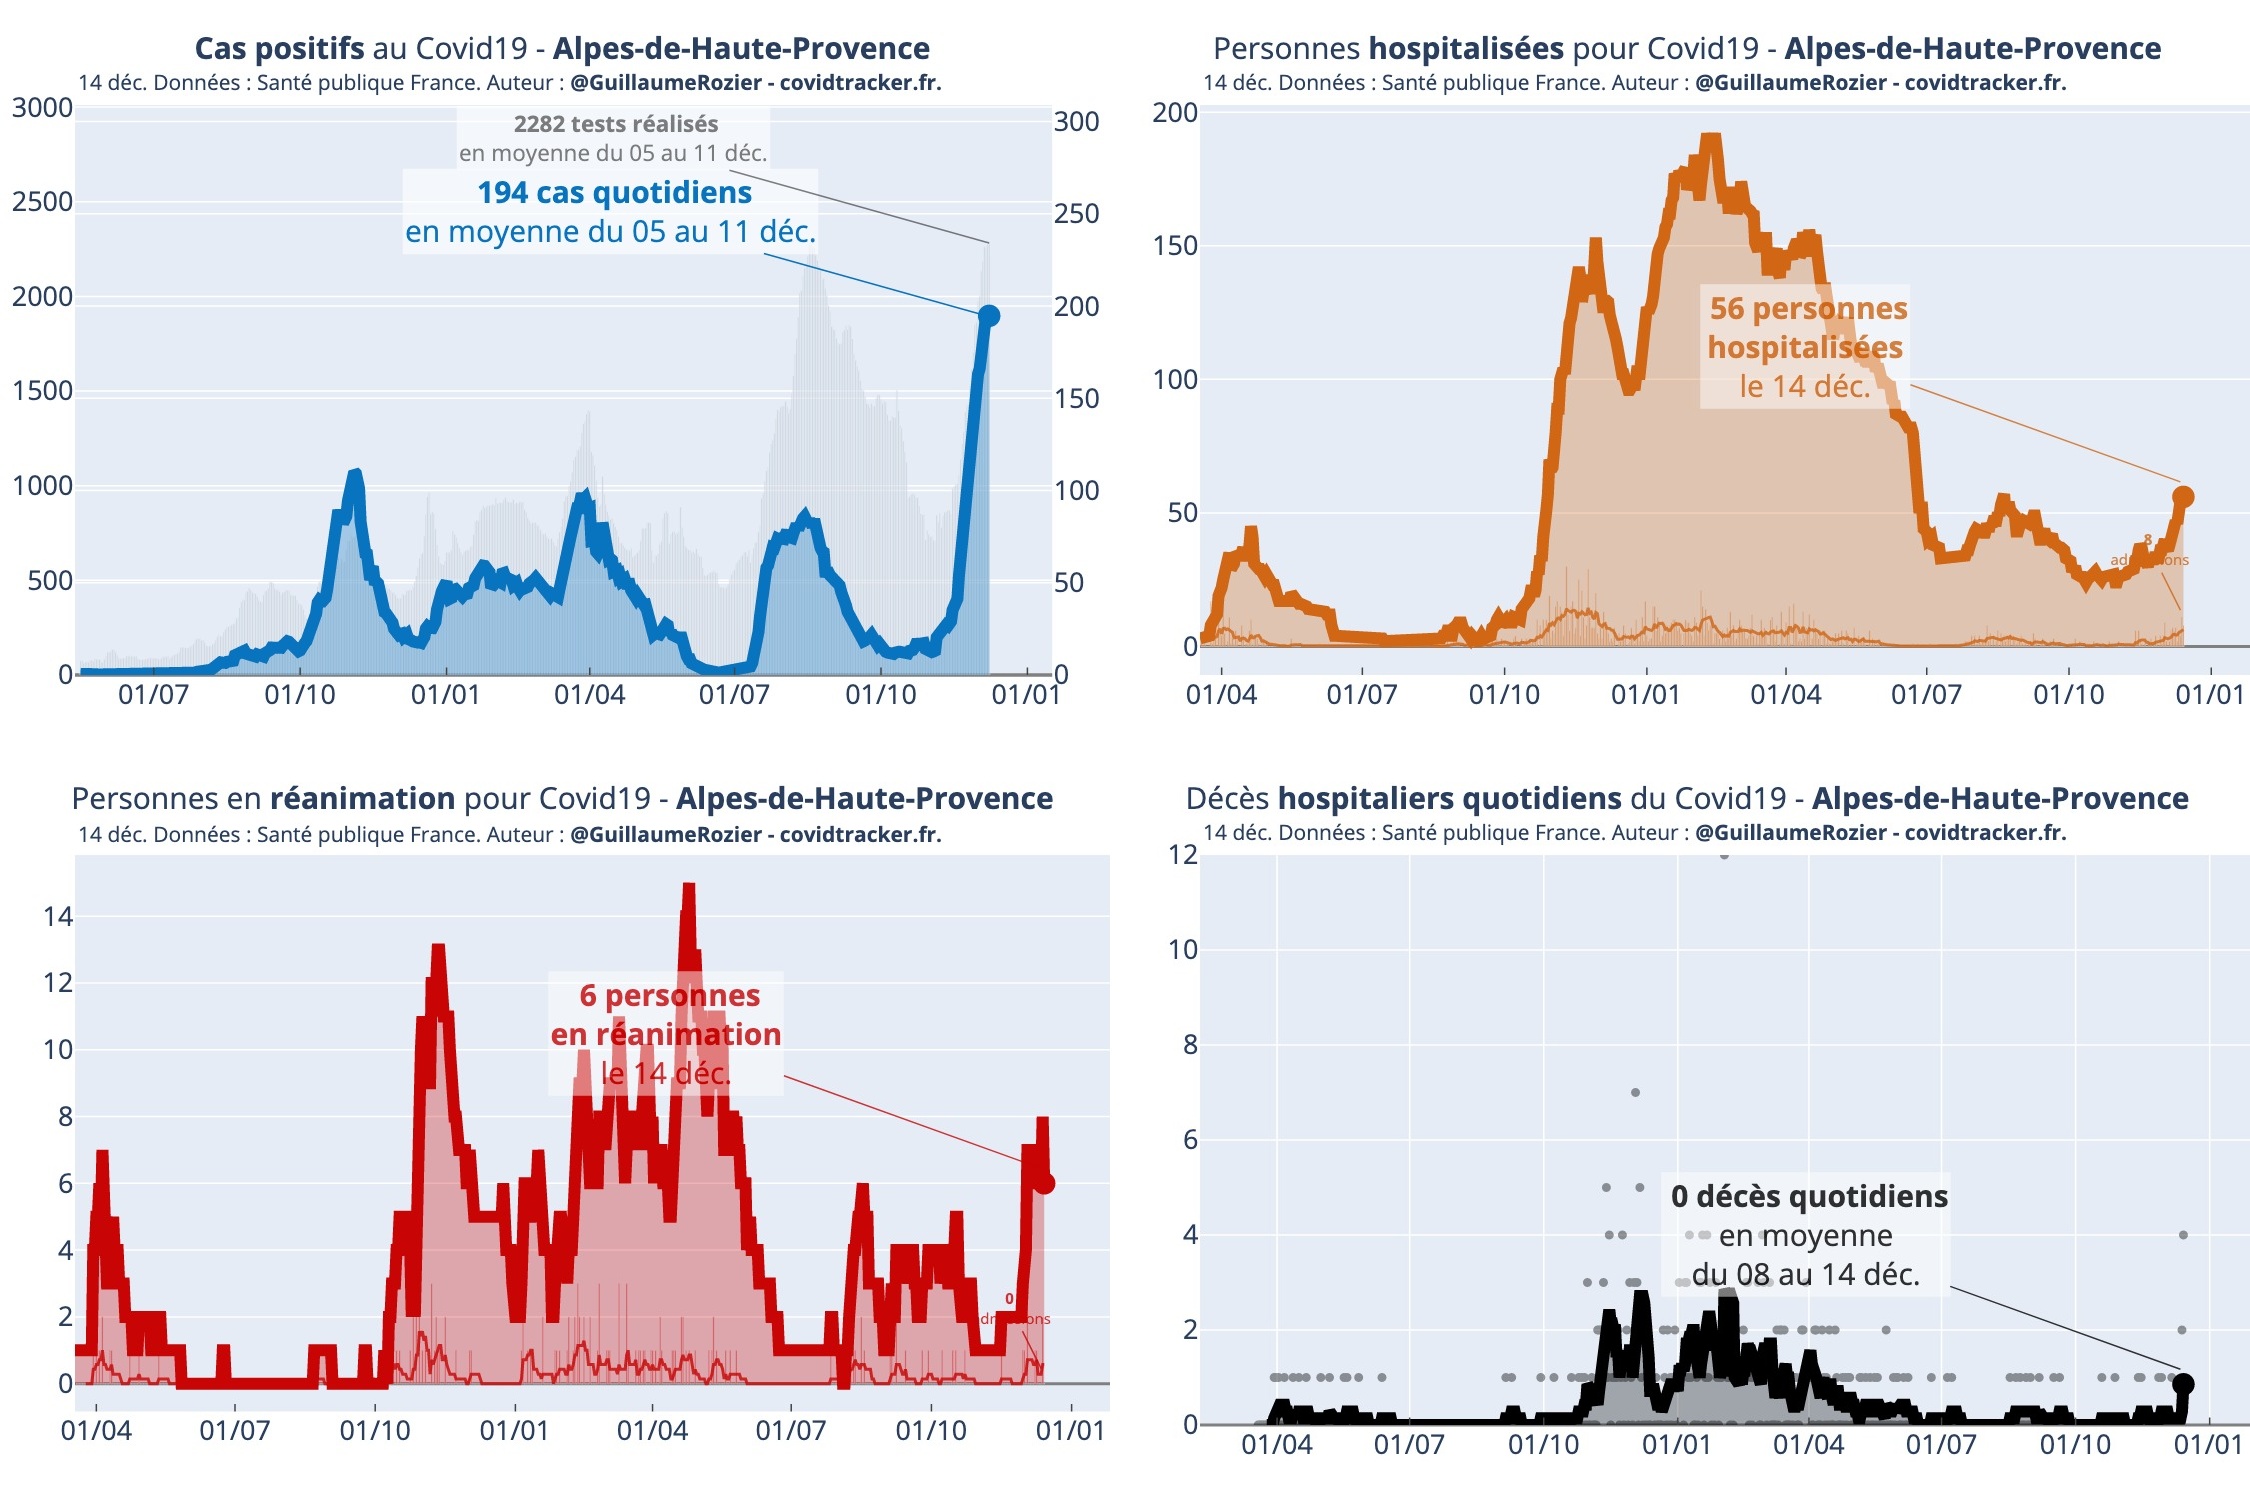 Cas positifs au Covid19 - Alpes-de-Haute-Provence
14 déc. Données : Santé publique France. Auteur : @GuillaumeRozier - covidtracker.fr.
3000
2500
2000
1500
1000
500
0
300
250
200
150
100
50
0
2282 tests réalisés
en moyenne du 05 au 11 déc.
194 cas quotidiens
en moyenne du 05 au 11 déc.
01/07 01/10 01/01 01/04 01/07 01/10 01/01
Personnes hospitalisées pour Covid19 - Alpes-de-Haute-Provence
14 déc. Données : Santé publique France. Auteur : @GuillaumeRozier - covidtracker.fr.
200
150
100
50
0
56 personnes
hospitalisées
le 14 déc.
8
admissions
01/04 01/07 01/10 01/01 01/04 01/07 01/10 01/01
Personnes en réanimation pour Covid19 - Alpes-de-Haute-Provence
14 déc. Données : Santé publique France. Auteur : @GuillaumeRozier - covidtracker.fr.
14
12
10
8
6
4
2
0
6 personnes
en réanimation
le 14 déc.
0
admissions
01/04 01/07 01/10 01/01 01/04 01/07 01/10 01/01
Décès hospitaliers quotidiens du Covid19 - Alpes-de-Haute-Provence
14 déc. Données : Santé publique France. Auteur : @GuillaumeRozier - covidtracker.fr.
12
10
8
6
4
2
0
0 décès quotidiens
en moyenne
du 08 au 14 déc.
01/04 01/07 01/10 01/01 01/04 01/07 01/10 01/01